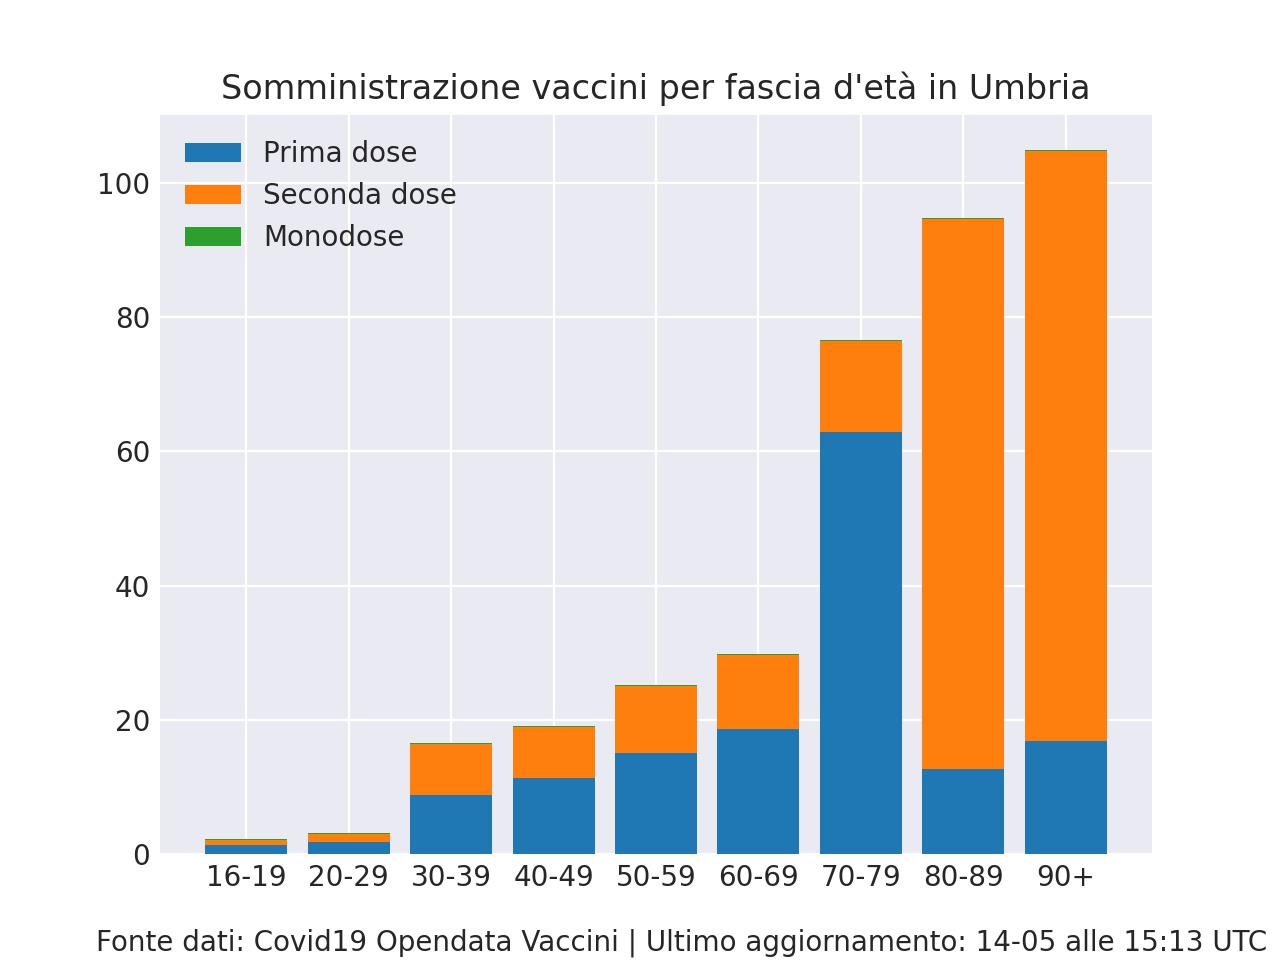 Somministrazione vaccini per fascia d'età in Umbria
Prima dose
Seconda dose
Monodose
100
80
60
40
20
0
16-19 20-29 30-39 40-49 50-59 60-69 70-79 80-89 90+
Fonte dati: Covid19 Opendata Vaccini | Ultimo aggiornamento: 14-05 alle 15:13 UTC